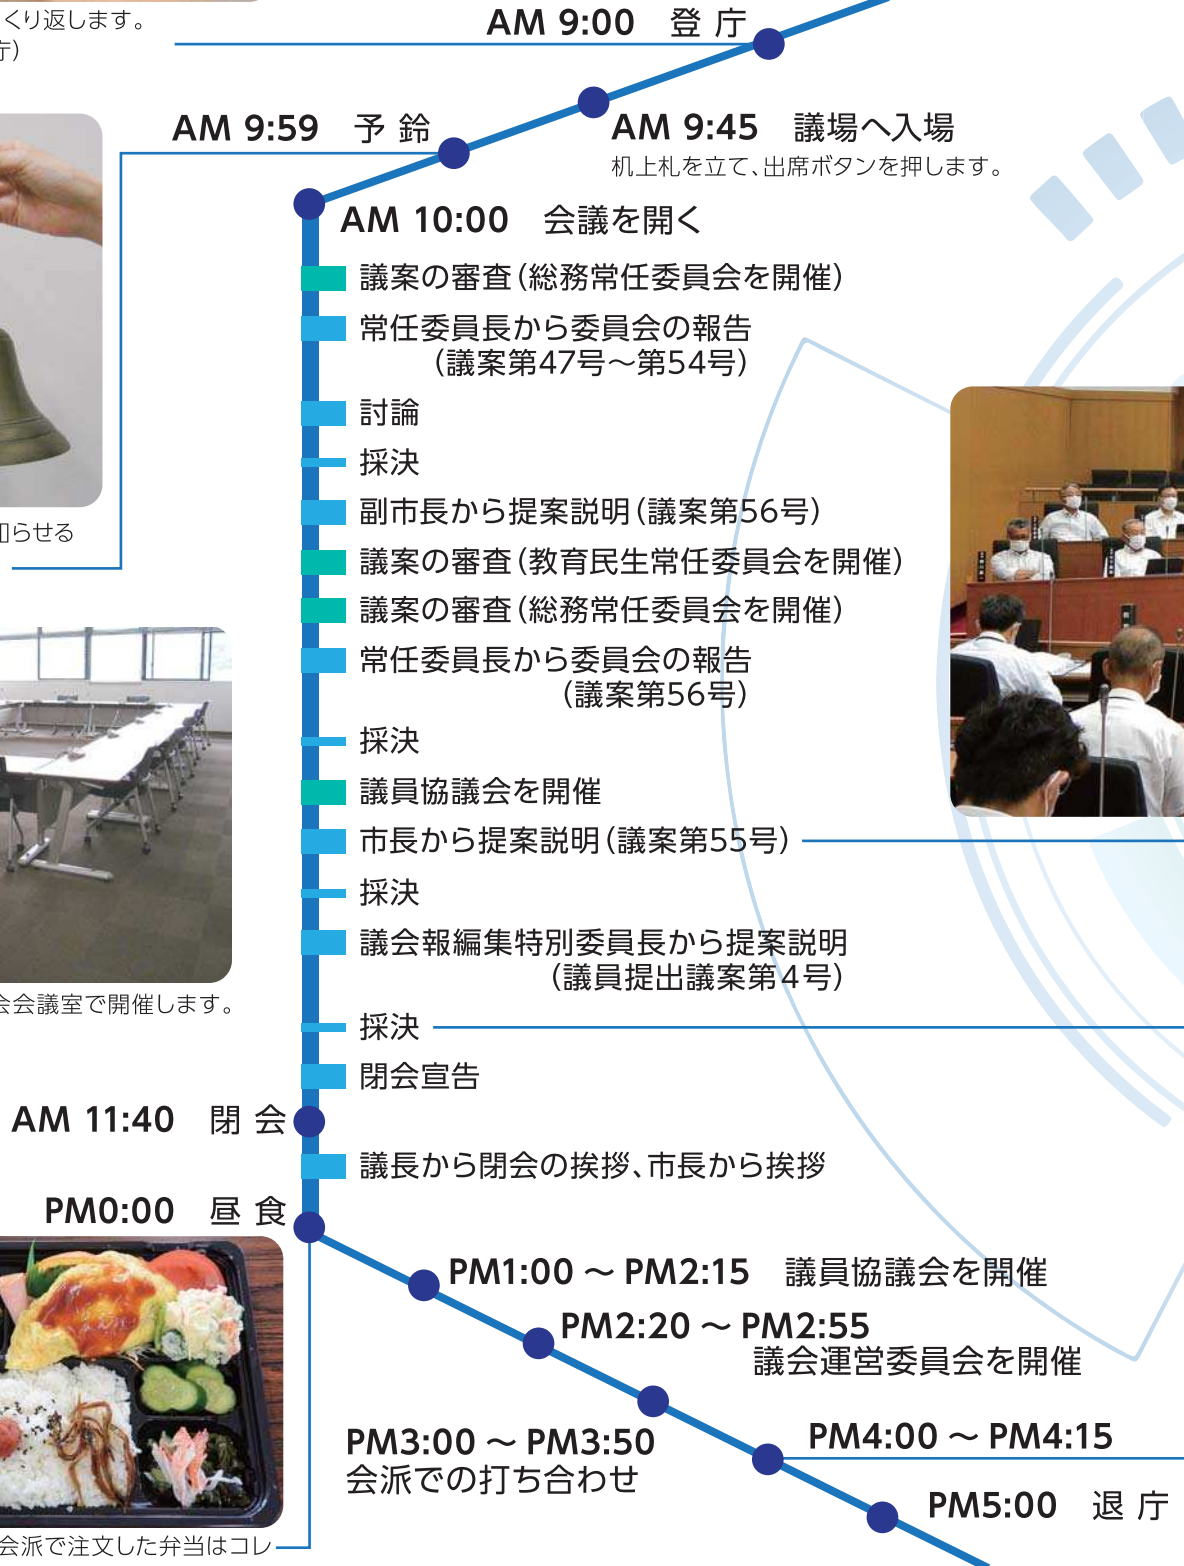 くり返します。
庁)
AM 9:00 登 庁
AM 9:45 議場へ入場
机上札を立て、出席ボタンを押します。
AM 9:59 予 鈴
らせる
AM 10:00 会議を開く
議案の審査（総務常任委員会を開催）
常任委員長から委員会の報告
（議案第47号～第54号）
討論
採決
副市長から提案説明（議案第56号）
議案の審査（教育民生常任委員会を開催）
議案の審査（総務常任委員会を開催）
常任委員長から委員会の報告
（議案第56号）
採決
議員協議会を開催
市長から提案説明（議案第55号）
採決
議会報編集特別委員長から提案説明
（議員提出議案第4号）
会会議室で開催します。
採決
閉会宣告
AM 11:40 閉 会
議長から閉会の挨拶、市長から挨拶
PM0:00 昼 食
会派で注文した弁当はコレ
PM1:00 ～ PM2:15 議員協議会を開催
PM2:20 ～ PM2:55
議会運営委員会を開催
PM3:00 ～ PM3:50
会派での打ち合わせ
PM4:00 ～ PM4:15
PM5:00 退 庁